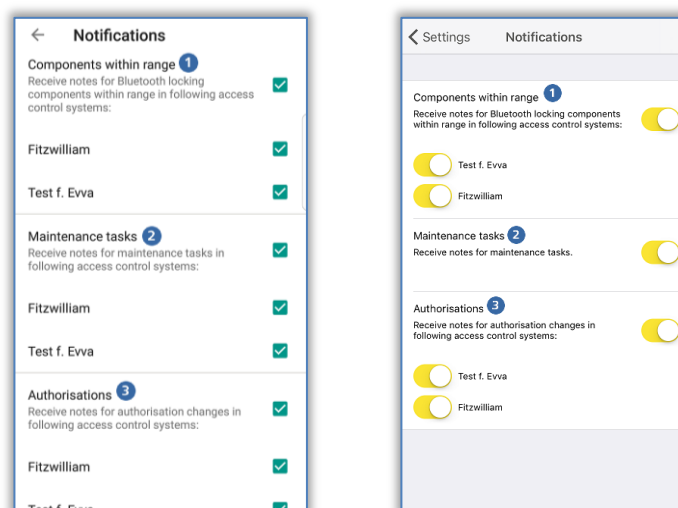 Notifications
Components within range 1
Receive notes for Bluetooth locking
components within range in following access
control systems:
Fitzwilliam
Test f. Evva
Maintenance tasks 2
Receive notes for maintenance tasks in
following access control systems:
Fitzwilliam
Test f. Evva
Authorisations 3
Receive notes for authorisation changes in
following access control systems:
Fitzwilliam
Test f. Evva
Settings Notifications
Components within range 1
Receive notes for Bluetooth locking components
within range in following access control systems:
Test f. Evva
Fitzwilliam
Maintenance tasks 2
Receive notes for maintenance tasks.
Authorisations 3
Receive notes for authorisation changes in
following access control systems:
Test f. Evva
Fitzwilliam